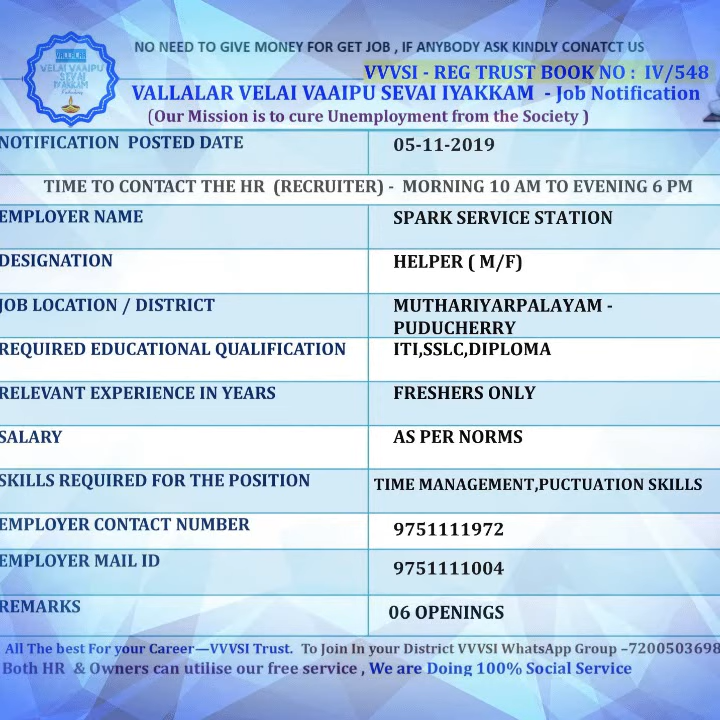 NO NEED TO GIVE MONEY FOR GET JOB , IF ANYBODY ASK KINDLY CONATCT US
VALLALAR
VELAI VAAIPU
SEVAI
IYAKKAM
VVVSI - REG TRUST BOOK NO : IV/548
VALLALAR VELAI VAAIPU SEVAI IYAKKAM - Job Notification
(Our Mission is to cure Unemployment from the Society )
NOTIFICATION POSTED DATE 05-11-2019
TIME TO CONTACT THE HR (RECRUITER) - MORNING 10 AM TO EVENING 6 PM
EMPLOYER NAME SPARK SERVICE STATION
DESIGNATION HELPER ( M/F)
JOB LOCATION / DISTRICT MUTHARIYARPALAYAM -
PUDUCHERRY
REQUIRED EDUCATIONAL QUALIFICATION ITI,SSLC,DIPLOMA
RELEVANT EXPERIENCE IN YEARS FRESHERS ONLY
SALARY AS PER NORMS
SKILLS REQUIRED FOR THE POSITION TIME MANAGEMENT,PUCTUATION SKILLS
EMPLOYER CONTACT NUMBER 9751111972
EMPLOYER MAIL ID 9751111004
REMARKS 06 OPENINGS
All The best For your Career—VVVSI Trust. To Join In your District VVVSI WhatsApp Group –7200503698
Both HR & Owners can utilise our free service , We are Doing 100% Social Service